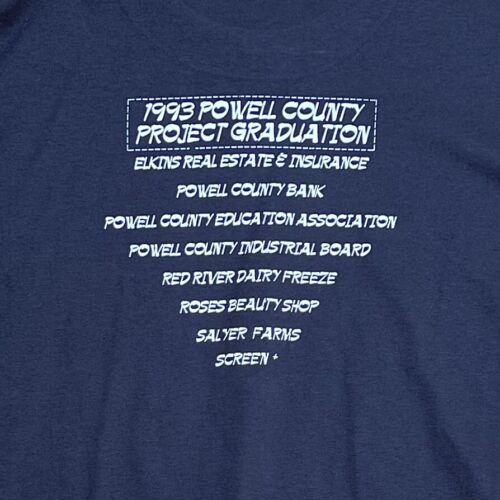 1993 POWELL COUNTY
PROJECT GRADUATION
ELKINS REAL ESTATE & INSURANCE
POWELL COUNTY BANK
POWELL COUNTY EDUCATION ASSOCIATION
POWELL COUNTY INDUSTRIAL BOARD
RED RIVER DAIRY FREEZE
ROSES BEAUTY SHOP
SALYER FARMS
SCREEN +